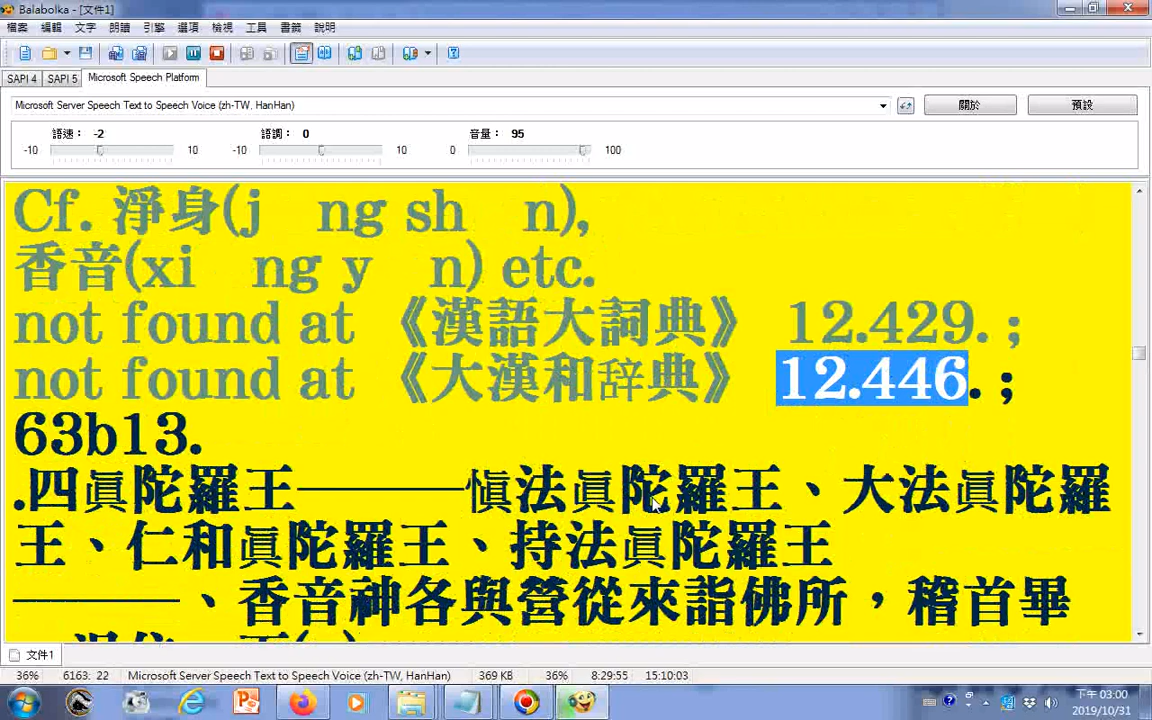 Balabolka - [文件1]
檔案 編輯 文字 朗讀 引擎 選項 檢視 工具 書籤 說明
SAPI 4 SAPI 5 Microsoft Speech Platform
Microsoft Server Speech Text to Speech Voice (zh-TW, HanHan) 關於 預設
語速： -2 語調： 0 音量： 95
-10 10 -10 10 0 100
Cf. 淨身(j ng sh n),
香音(xi ng y n) etc.
not found at 《漢語大詞典》 12.429. ;
not found at 《大漢和辞典》 12.446. ;
63b13.
.四眞陀羅王————愼法眞陀羅王、大法眞陀羅
王、仁和眞陀羅王、持法眞陀羅王
————、香音神各與營從來詣佛所，稽首畢
文件1
36% 6163: 22 Microsoft Server Speech Text to Speech Voice (zh-TW, HanHan) 369 KB 36% 8:29:55 15:10:03
下午 03:00
2019/10/31